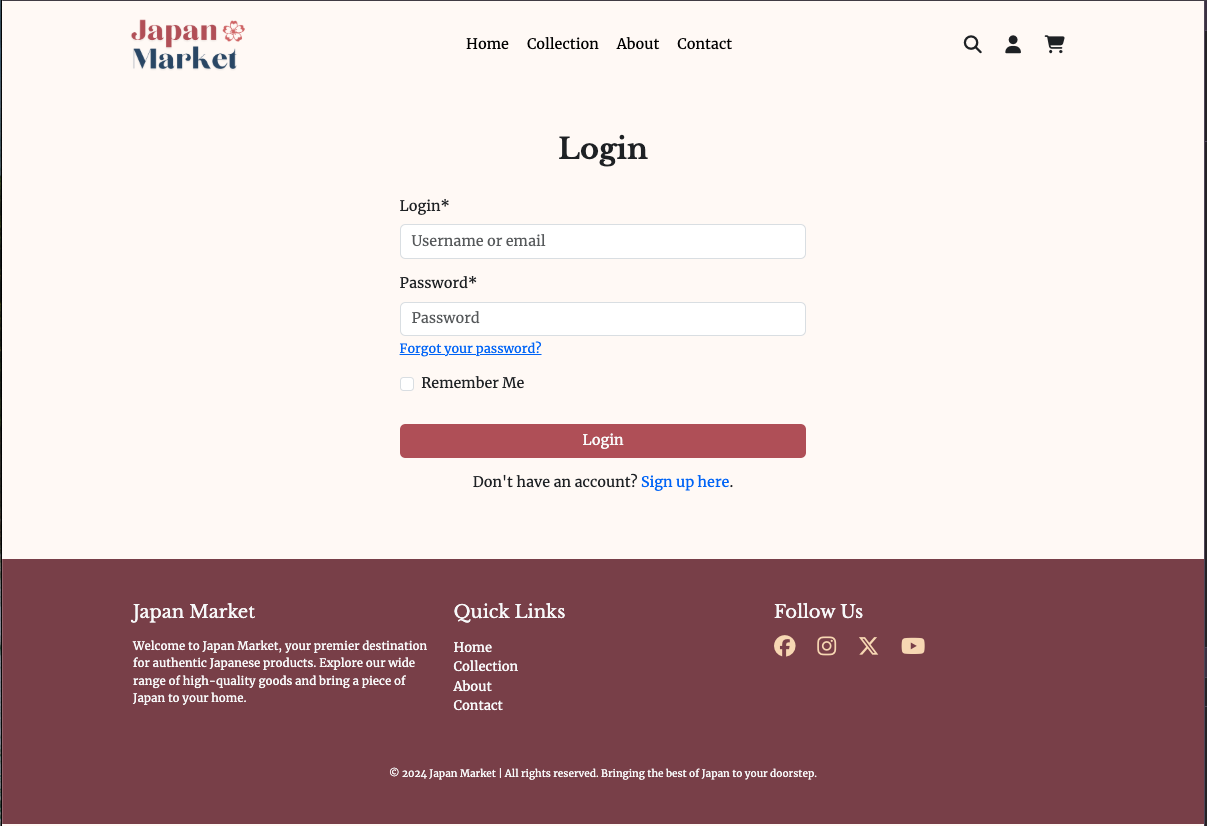 Japan
Market
Home Collection About Contact
Login
Login*
Username or email
Password*
Password
Forgot your password?
Remember Me
Login
Don't have an account? Sign up here.
Japan Market
Welcome to Japan Market, your premier destination
for authentic Japanese products. Explore our wide
range of high-quality goods and bring a piece of
Japan to your home.
Quick Links
Home
Collection
About
Contact
Follow Us
© 2024 Japan Market | All rights reserved. Bringing the best of Japan to your doorstep.